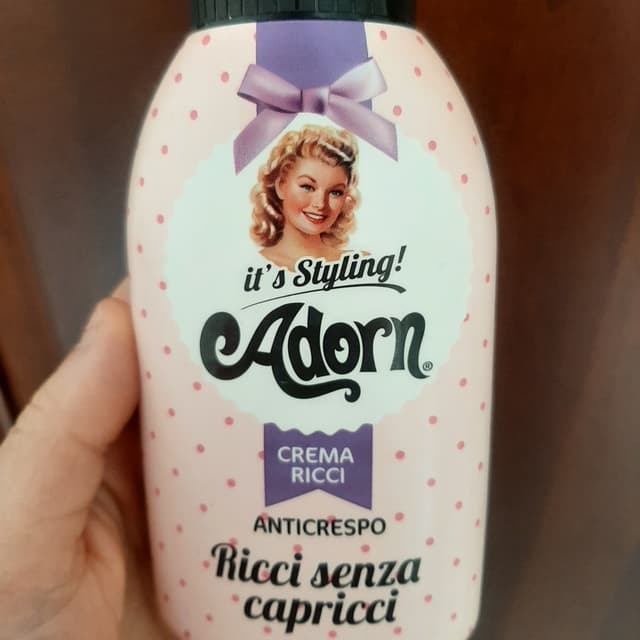 it's Styling!
Adorn®
CREMA
RICCI
ANTICRESPO
Ricci senza
capricci